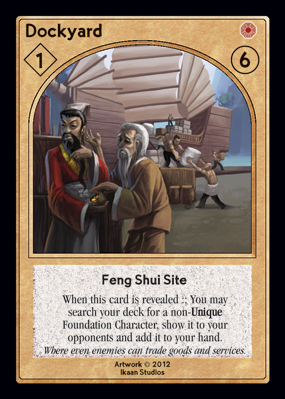 Dockyard
1
6
Feng Shui Site
When this card is revealed :; You may
search your deck for a non-Unique
Foundation Character, show it to your
opponents and add it to your hand.
Where even enemies can trade goods and services.
Artwork © 2012
Ikaan Studios